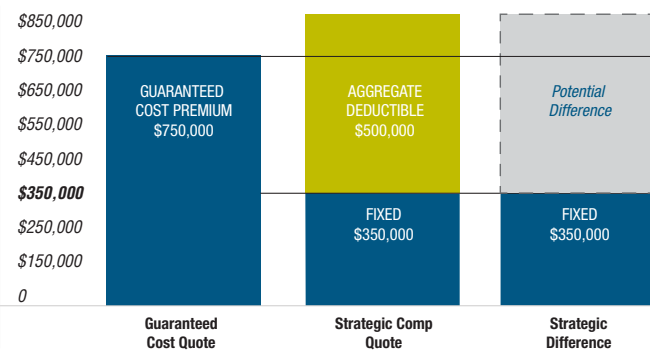 $850,000
$750,000
$650,000
$550,000
$450,000
$350,000
$250,000
$150,000
0
GUARANTEED
COST PREMIUM
$750,000
AGGREGATE
DEDUCTIBLE
$500,000
Potential
Difference
FIXED
$350,000
FIXED
$350,000
Guaranteed
Cost Quote
Strategic Comp
Quote
Strategic
Difference